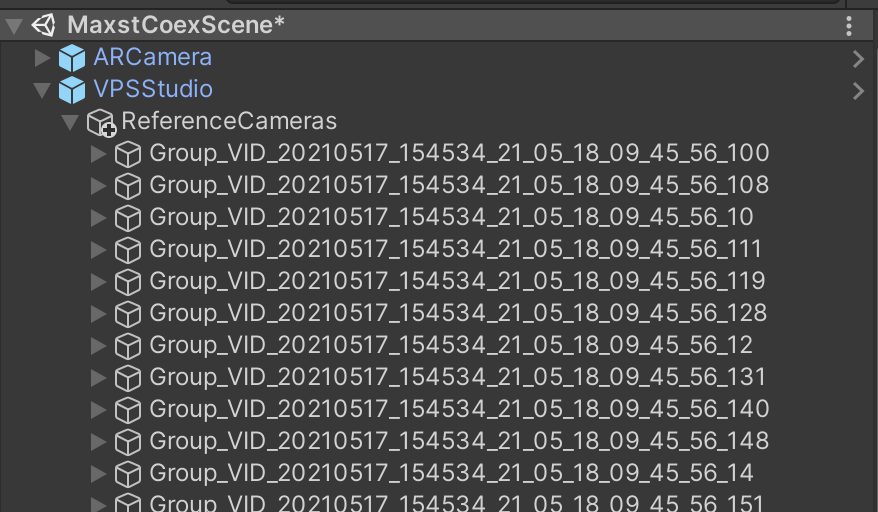 MaxstCoexScene*
ARCamera
VPSStudio
ReferenceCameras
Group_VID_20210517_154534_21_05_18_09_45_56_100
Group_VID_20210517_154534_21_05_18_09_45_56_108
Group_VID_20210517_154534_21_05_18_09_45_56_10
Group_VID_20210517_154534_21_05_18_09_45_56_111
Group_VID_20210517_154534_21_05_18_09_45_56_119
Group_VID_20210517_154534_21_05_18_09_45_56_128
Group_VID_20210517_154534_21_05_18_09_45_56_12
Group_VID_20210517_154534_21_05_18_09_45_56_131
Group_VID_20210517_154534_21_05_18_09_45_56_140
Group_VID_20210517_154534_21_05_18_09_45_56_148
Group_VID_20210517_154534_21_05_18_09_45_56_14
Group_VID_20210517_154534_21_05_18_09_45_56_151